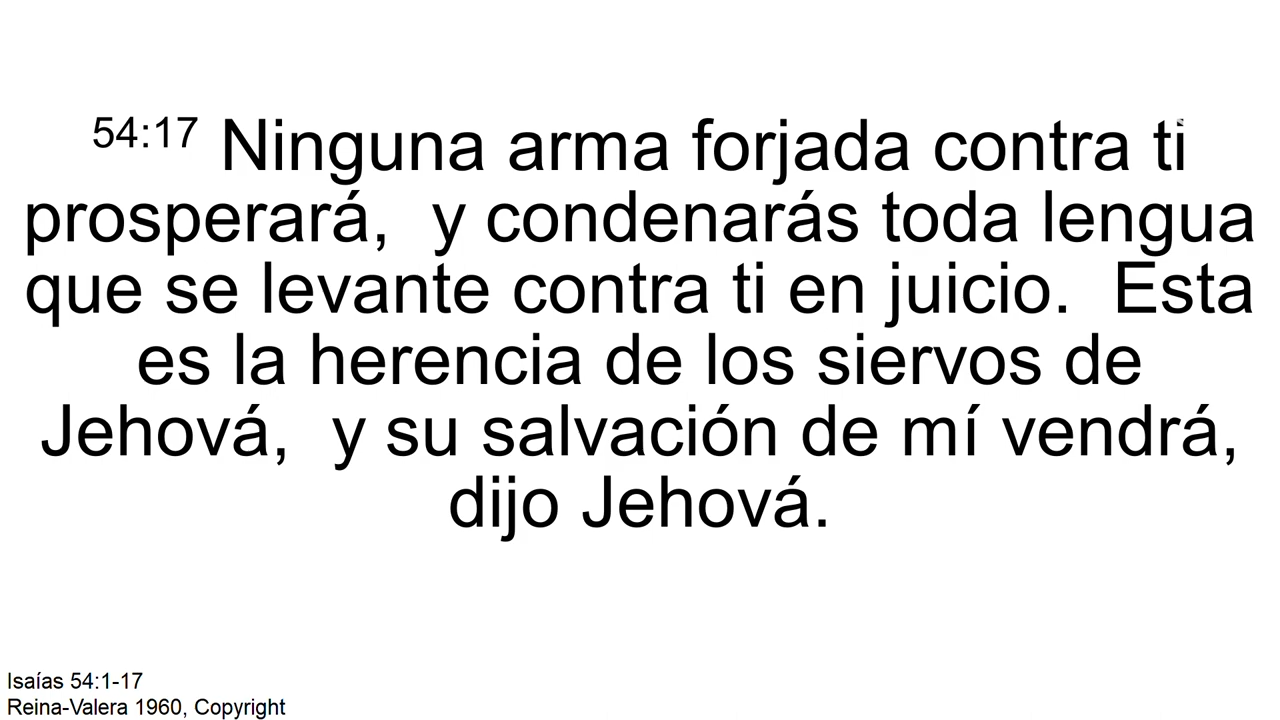 54:17 Ninguna arma forjada contra ti
prosperará,  y condenarás toda lengua
que se levante contra ti en juicio.  Esta
es la herencia de los siervos de
Jehová,  y su salvación de mí vendrá,
dijo Jehová.
Isaías 54:1-17
Reina-Valera 1960, Copyright